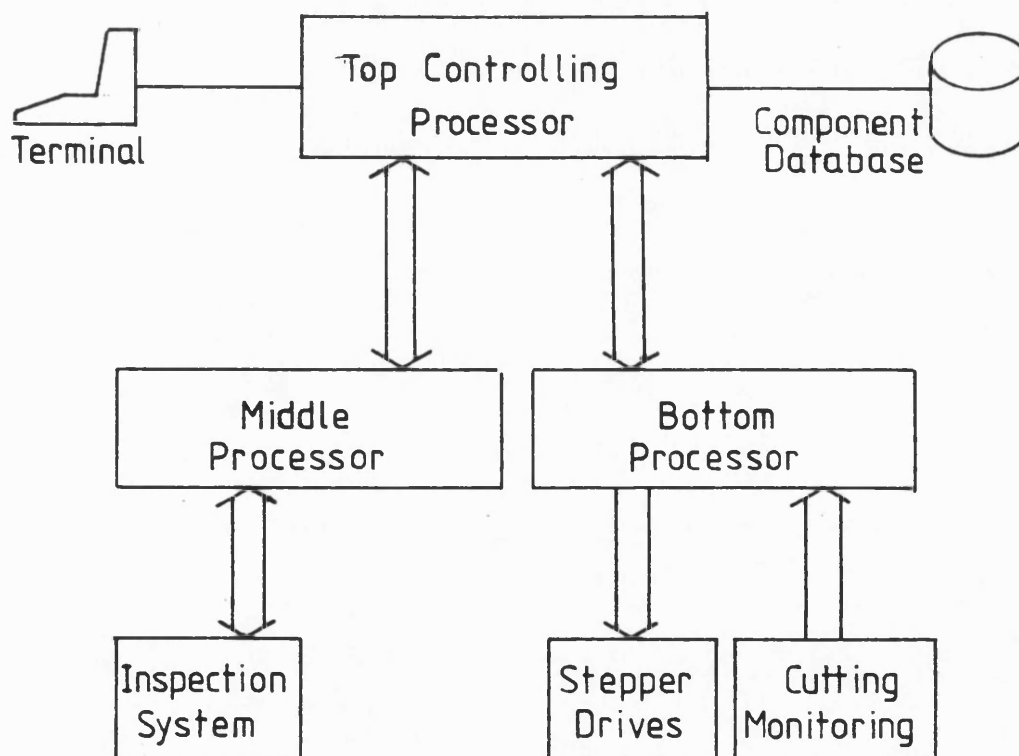 Top Controlling
Processor
Terminal
Component
Database
Middle
Processor
Bottom
Processor
Inspection
System
Stepper
Drives
Cutting
Monitoring